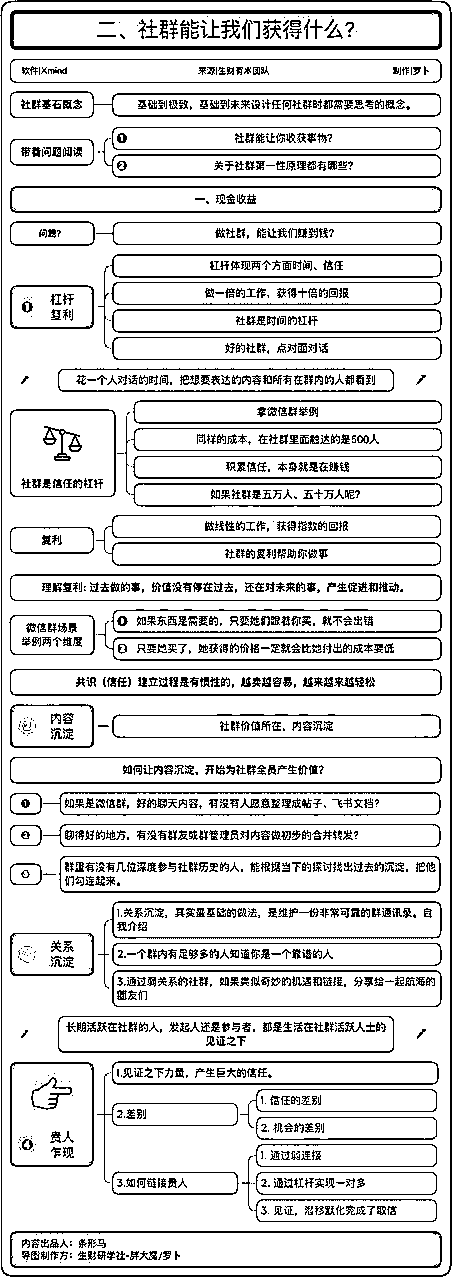 二、社群能让我们获得什么?
软件|Xmind
来源|生财有术团队
制作|萝卜
社群基石概念
基础到极致,基础到未来设计任何社群时都需要思考的概念。
带着问题阅读
❶ 社群能让你收获事物?
❷ 关于社群第一性原理都有哪些?
一、现金收益
问题?
做社群,能让我们赚到钱?
❶ 杠杆
复利
杠杆体现两个方面时间、信任
做一倍的工作,获得十倍的回报
社群是时间的杠杆
好的社群,点对面对话
花一个人对话的时间,把想要表达的内容和所有在群内的人都看到
社群是信任的杠杆
拿微信群举例
同样的成本,在社群里面触达的是500人
积累信任,本身就是在赚钱
如果社群是五万人、五十万人呢?
复利
做线性的工作,获得指数的回报
社群的复利帮助你做事
理解复利:过去做的事,价值没有停在过去,还在对未来的事,产生促进和推动。
微信群场景
举例两个维度
❶ 如果东西是需要的,只要她们跟着你买,就不会出错
❷ 只要她买了,她获得的价格一定就会比她付出的成本要低
共识(信任)建立过程是有惯性的,越卖越容易,越来越来越轻松
内容
沉淀
社群价值所在,内容沉淀
如何让内容沉淀,开始为社群全员产生价值?
❶ 如果是微信群,好的聊天内容,有没有人愿意整理成帖子、飞书文档?
❷ 聊得好的地方,有没有群友或群管理员对内容做初步的合并转发?
❸ 群里有没有几位深度参与社群历史的人,能根据当下的探讨找出过去的沉淀,把他
们勾连起来。
关系
沉淀
1.关系沉淀,其实最基础的做法,是维护一份非常可靠的群通讯录。自
我介绍
2.一个群内有足够多的人知道你是一个靠谱的人
3.通过弱关系的社群,如果类似奇妙的机遇和链接,分享给一起航海的
圈友们
长期活跃在社群的人,发起人还是参与者,都是生活在社群活跃人士的
见证之下
❹ 贵人
乍现
1.见证之下力量,产生巨大的信任。
2.差别
1. 信任的差别
2. 机会的差别
3.如何链接贵人
1. 通过弱连接
2. 通过杠杆实现一对多
3. 见证,潜移默化完成了取信
内容出品人:条形马
导图制作方:生财研学社-胖大魔/萝卜